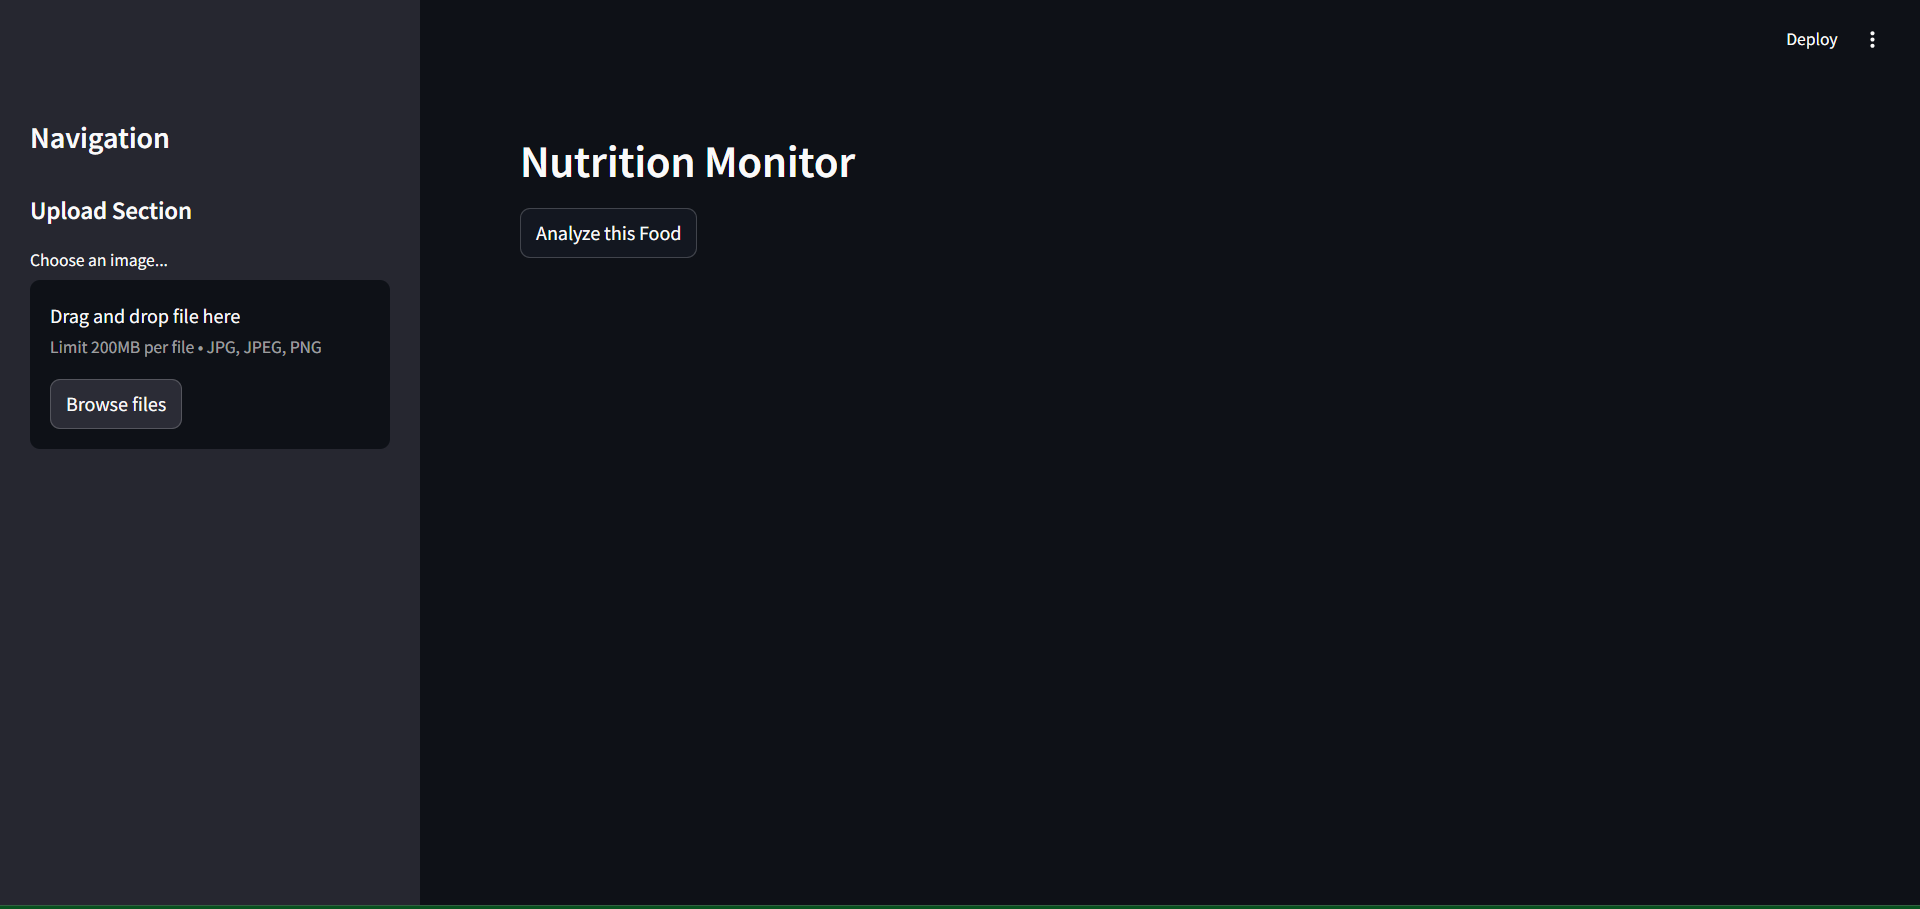 Deploy
Navigation
Upload Section
Choose an image...
Drag and drop file here
Limit 200MB per file • JPG, JPEG, PNG
Browse files
Nutrition Monitor
Analyze this Food